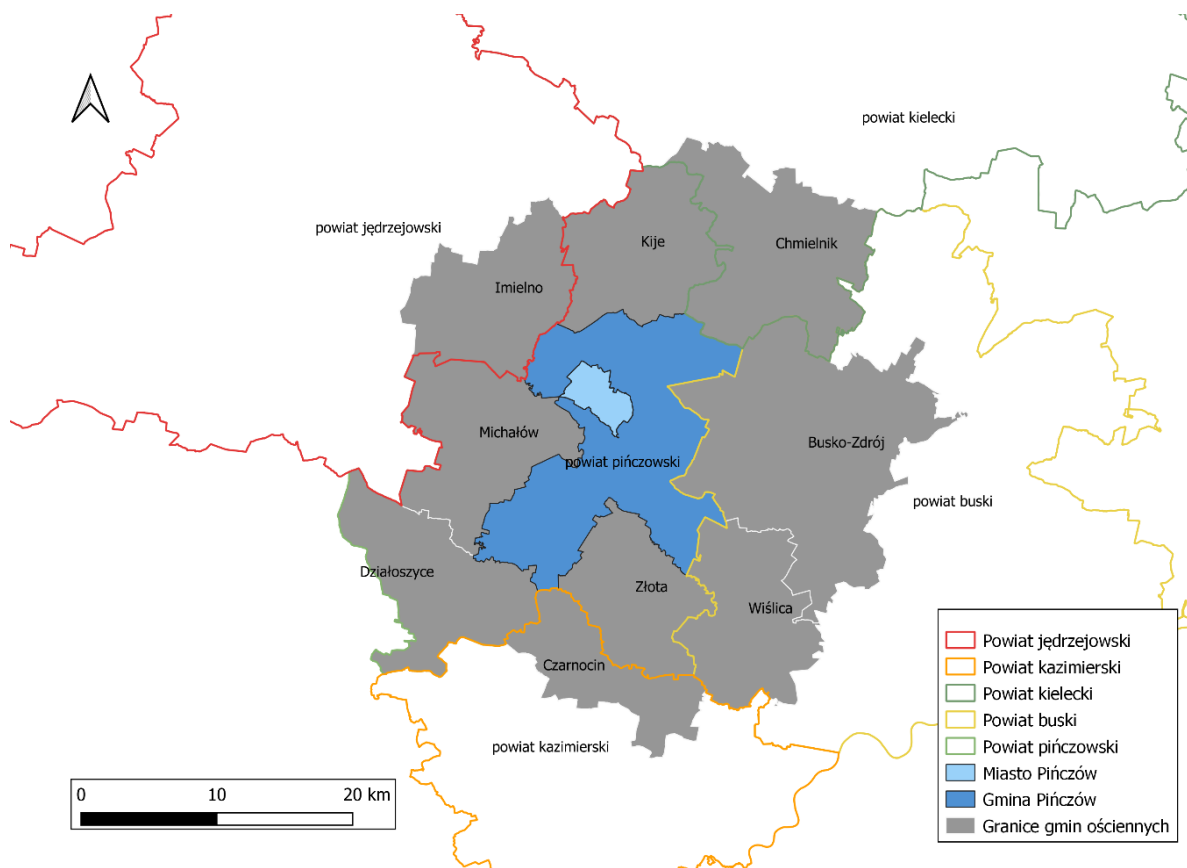 powiat kielecki
powiat jędrzejowski
Kije
Chmielnik
Imielno
Michałów
Busko-Zdrój
powiat pińczowski
powiat buski
Działoszyce
Złota
Wiślica
Czarnocin
powiat kazimierski
Powiat jędrzejowski
Powiat kazimierski
Powiat kielecki
Powiat buski
Powiat pińczowski
Miasto Pińczów
Gmina Pińczów
Granice gmin ościennych
0 10 20 km